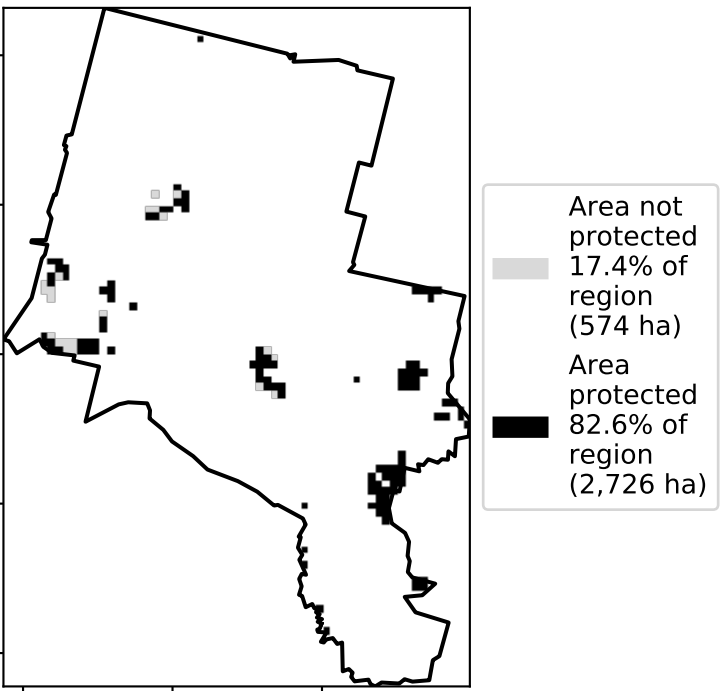 Area not
protected
17.4% of
region
(574 ha)
Area
protected
82.6% of
region
(2,726 ha)